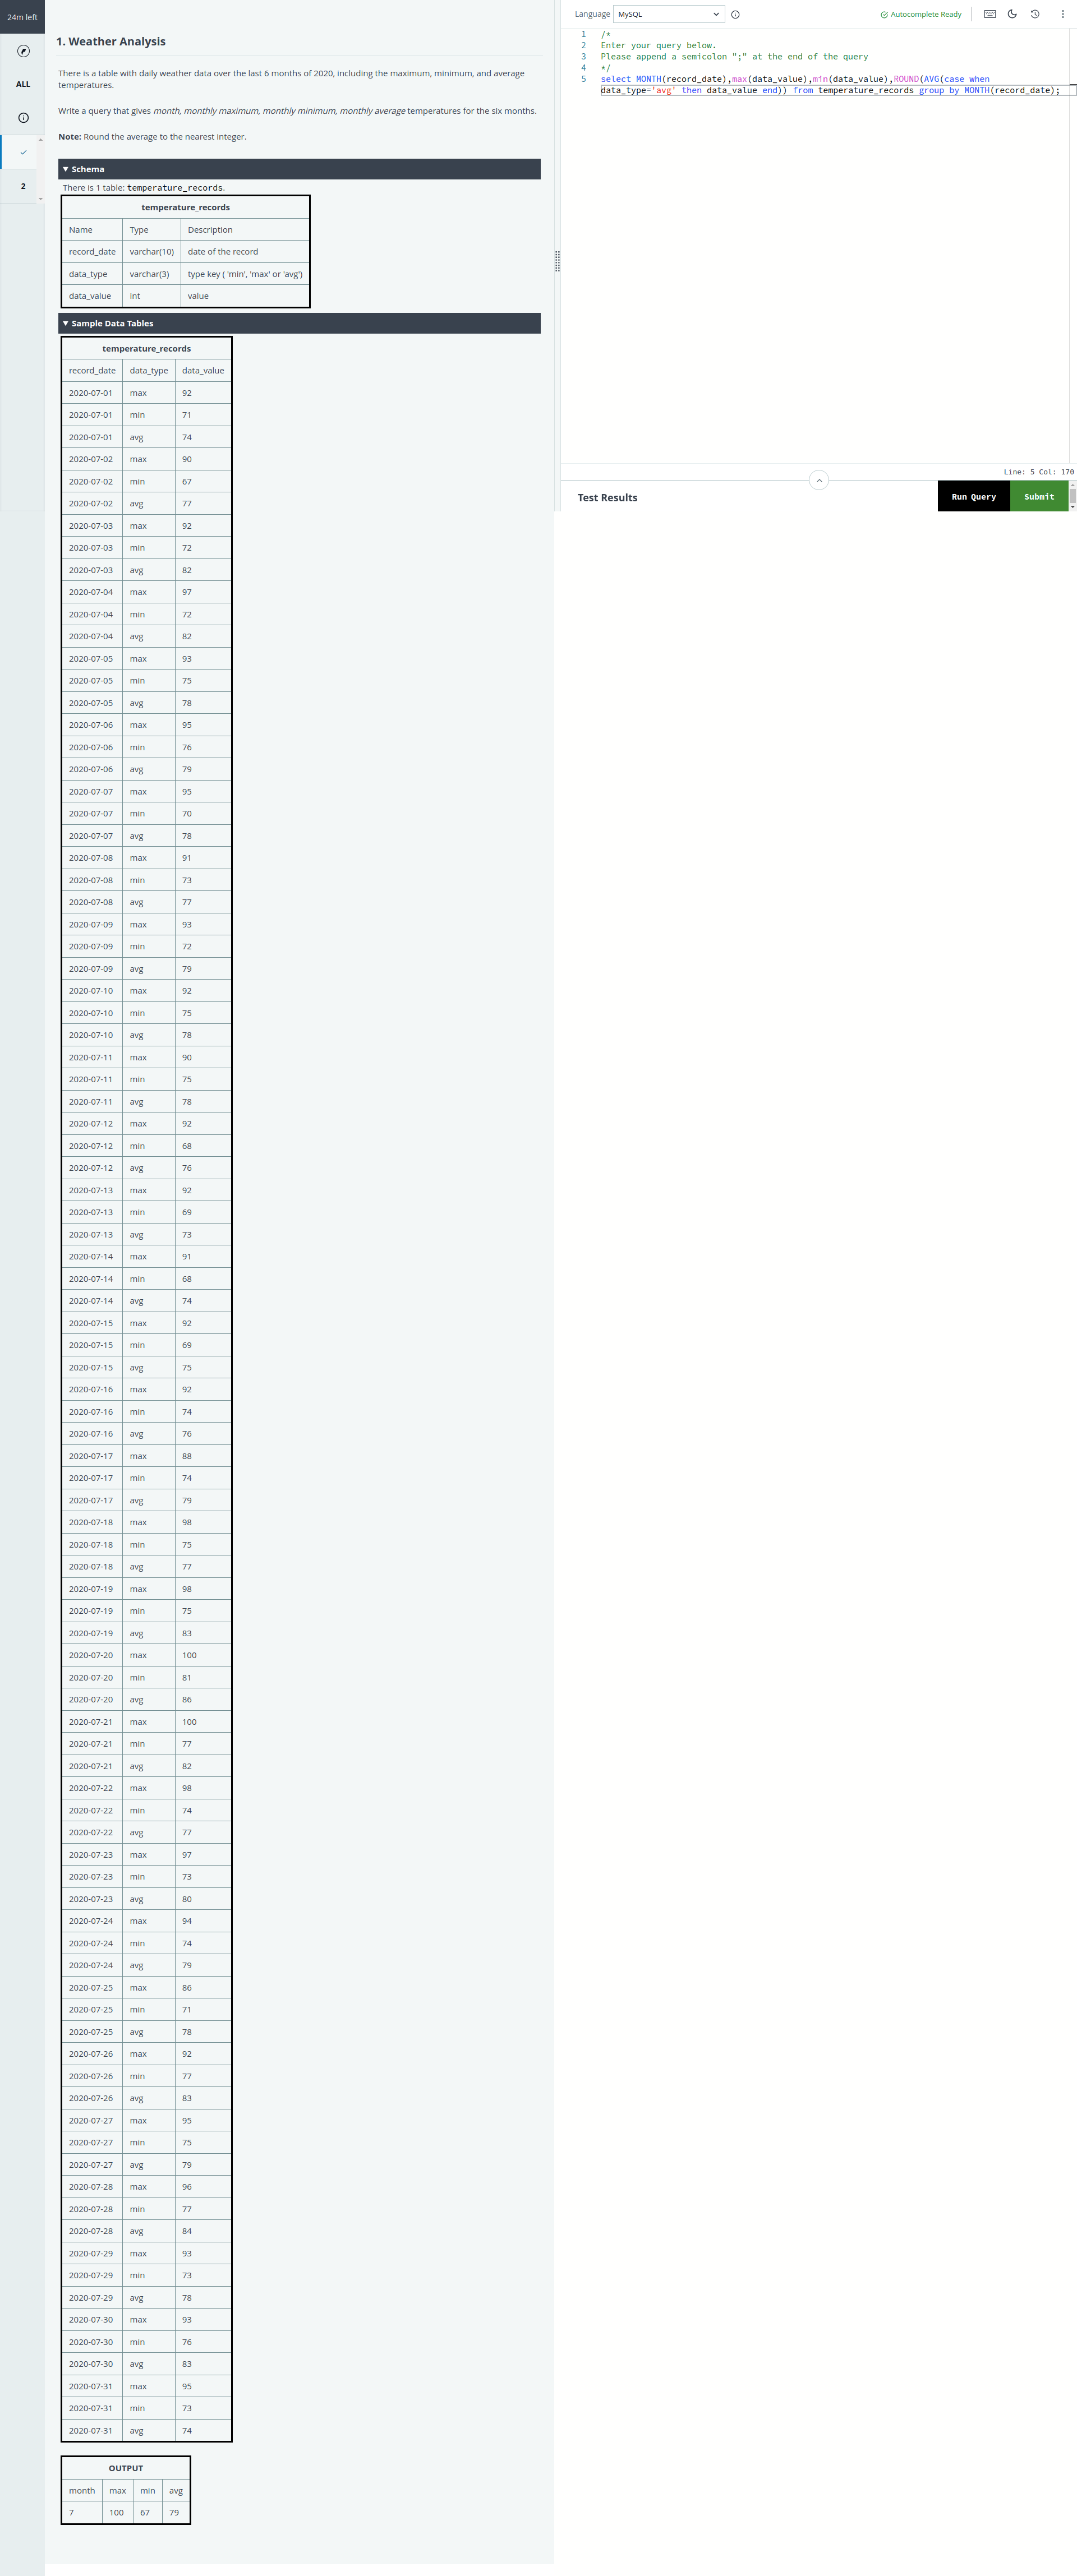 24m left
ALL
2
1. Weather Analysis
There is a table with daily weather data over the last 6 months of 2020, including the maximum, minimum, and average
temperatures.
Write a query that gives month, monthly maximum, monthly minimum, monthly average temperatures for the six months.
Note: Round the average to the nearest integer.
▼ Schema
There is 1 table: temperature_records.
temperature_records
Name Type Description
record_date varchar(10) date of the record
data_type varchar(3) type key ( 'min', 'max' or 'avg')
data_value int value
▼ Sample Data Tables
temperature_records
record_date data_type data_value
2020-07-01 max 92
2020-07-01 min 71
2020-07-01 avg 74
2020-07-02 max 90
2020-07-02 min 67
2020-07-02 avg 77
2020-07-03 max 92
2020-07-03 min 72
2020-07-03 avg 82
2020-07-04 max 97
2020-07-04 min 72
2020-07-04 avg 82
2020-07-05 max 93
2020-07-05 min 75
2020-07-05 avg 78
2020-07-06 max 95
2020-07-06 min 76
2020-07-06 avg 79
2020-07-07 max 95
2020-07-07 min 70
2020-07-07 avg 78
2020-07-08 max 91
2020-07-08 min 73
2020-07-08 avg 77
2020-07-09 max 93
2020-07-09 min 72
2020-07-09 avg 79
2020-07-10 max 92
2020-07-10 min 75
2020-07-10 avg 78
2020-07-11 max 90
2020-07-11 min 75
2020-07-11 avg 78
2020-07-12 max 92
2020-07-12 min 68
2020-07-12 avg 76
2020-07-13 max 92
2020-07-13 min 69
2020-07-13 avg 73
2020-07-14 max 91
2020-07-14 min 68
2020-07-14 avg 74
2020-07-15 max 92
2020-07-15 min 69
2020-07-15 avg 75
2020-07-16 max 92
2020-07-16 min 74
2020-07-16 avg 76
2020-07-17 max 88
2020-07-17 min 74
2020-07-17 avg 79
2020-07-18 max 98
2020-07-18 min 75
2020-07-18 avg 77
2020-07-19 max 98
2020-07-19 min 75
2020-07-19 avg 83
2020-07-20 max 100
2020-07-20 min 81
2020-07-20 avg 86
2020-07-21 max 100
2020-07-21 min 77
2020-07-21 avg 82
2020-07-22 max 98
2020-07-22 min 74
2020-07-22 avg 77
2020-07-23 max 97
2020-07-23 min 73
2020-07-23 avg 80
2020-07-24 max 94
2020-07-24 min 74
2020-07-24 avg 79
2020-07-25 max 86
2020-07-25 min 71
2020-07-25 avg 78
2020-07-26 max 92
2020-07-26 min 77
2020-07-26 avg 83
2020-07-27 max 95
2020-07-27 min 75
2020-07-27 avg 79
2020-07-28 max 96
2020-07-28 min 77
2020-07-28 avg 84
2020-07-29 max 93
2020-07-29 min 73
2020-07-29 avg 78
2020-07-30 max 93
2020-07-30 min 76
2020-07-30 avg 83
2020-07-31 max 95
2020-07-31 min 73
2020-07-31 avg 74
OUTPUT
month max min avg
7 100 67 79
Language MySQL Autocomplete Ready
1 /*
2 Enter your query below.
3 Please append a semicolon ";" at the end of the query
4 */
5 select MONTH(record_date),max(data_value),min(data_value),ROUND(AVG(case when
data_type='avg' then data_value end)) from temperature_records group by MONTH(record_date);
Line: 5 Col: 170
Test Results Run Query Submit